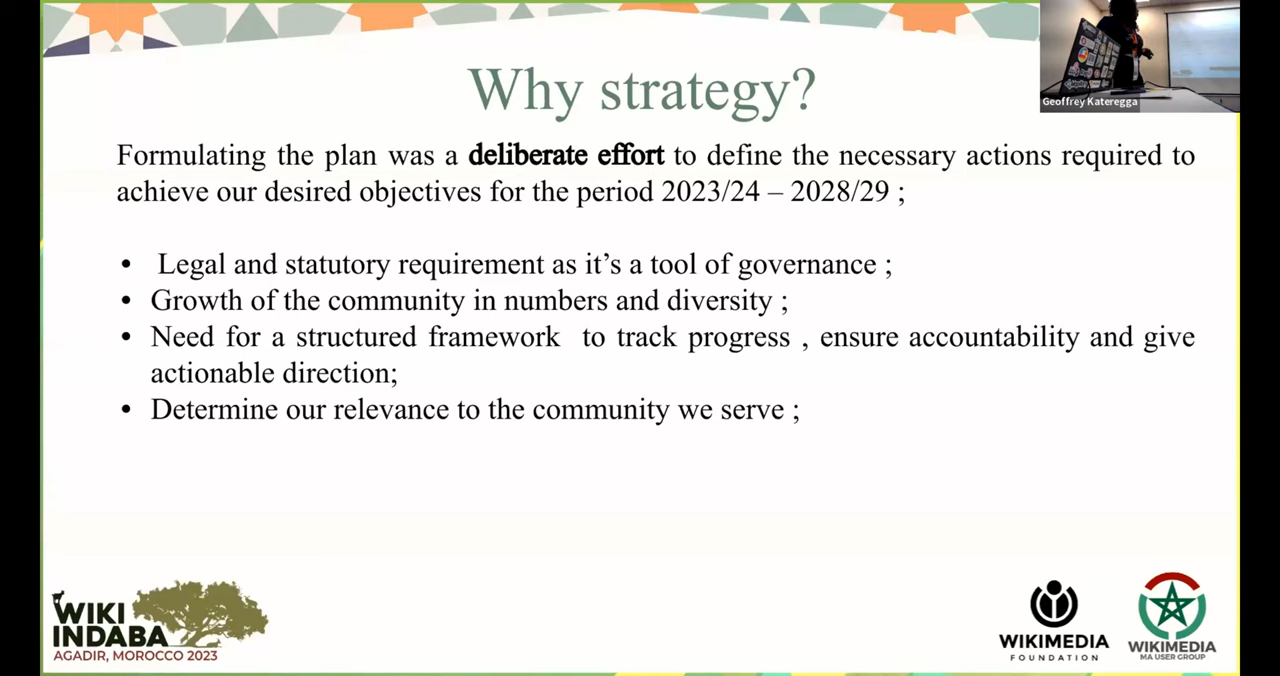 Why strategy?
Geoffrey Kateregga
Formulating the plan was a deliberate effort to define the necessary actions required to
achieve our desired objectives for the period 2023/24 – 2028/29 ;
• Legal and statutory requirement as it’s a tool of governance ;
• Growth of the community in numbers and diversity ;
• Need for a structured framework to track progress , ensure accountability and give
actionable direction;
• Determine our relevance to the community we serve ;
WIKI
INDABA
AGADIR, MOROCCO 2023
WIKIMEDIA
FOUNDATION
WIKIMEDIA
MA USER GROUP